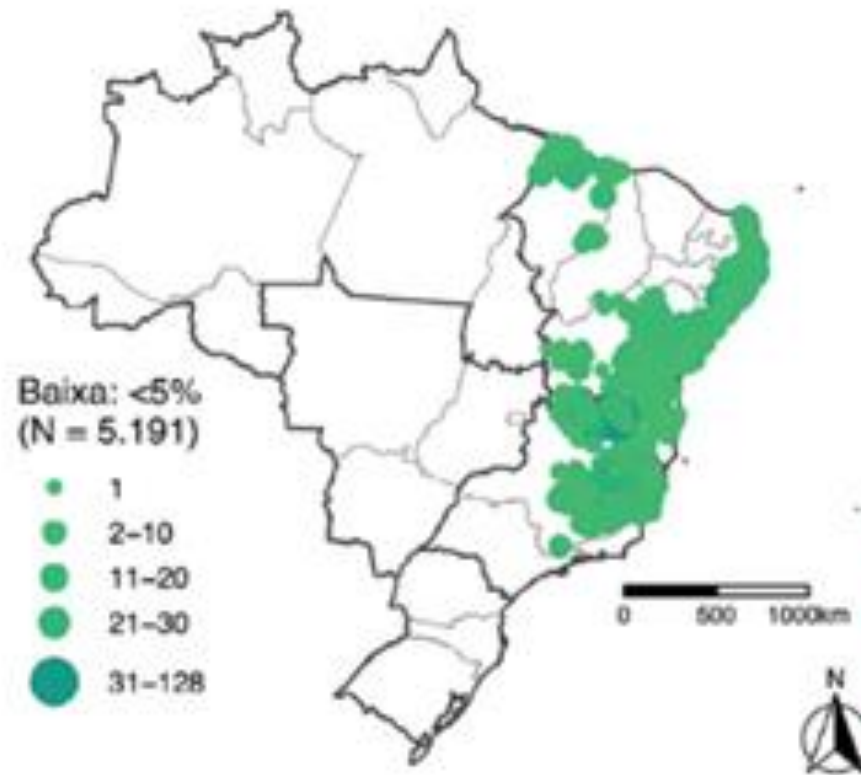 Baixa: <5%
(N = 5.191)
1
2-10
11-20
21-30
31-128
0 500 1000km
N